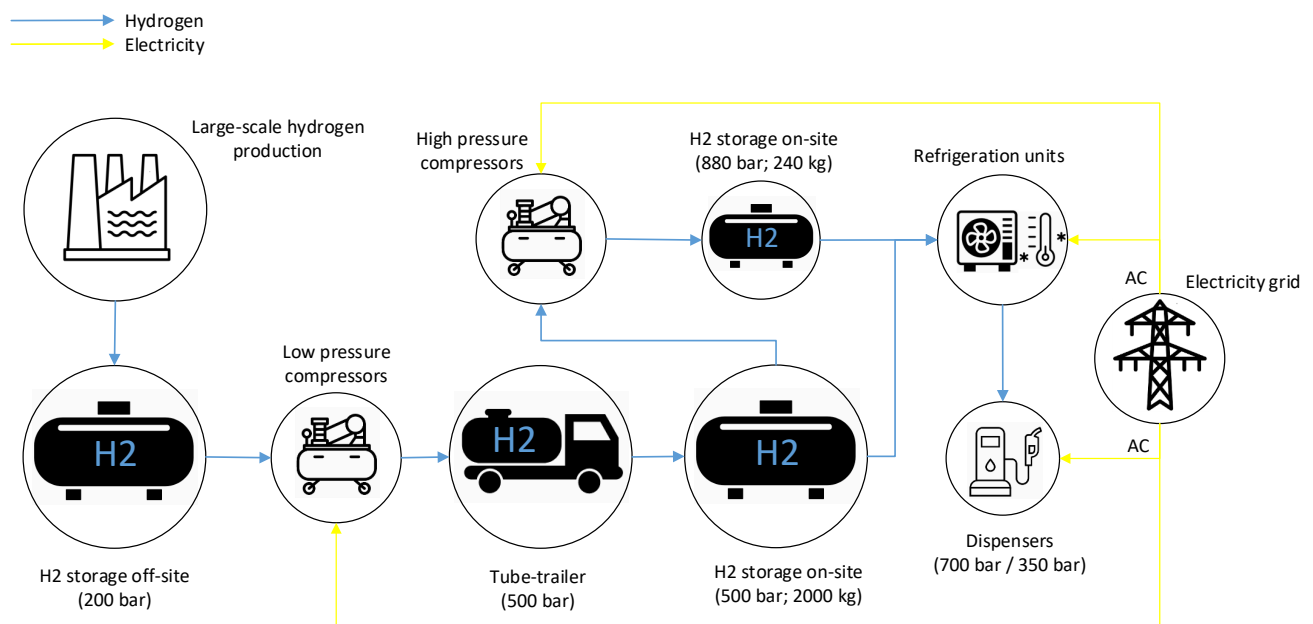 Hydrogen
Electricity
Large-scale hydrogen
production
High pressure
compressors
H2 storage on-site
(880 bar; 240 kg)
Refrigeration units
H2
*
*
AC
Electricity grid
Low pressure
compressors
H2
H2
H2
AC
H2 storage off-site
(200 bar)
Tube-trailer
(500 bar)
H2 storage on-site
(500 bar; 2000 kg)
Dispensers
(700 bar / 350 bar)